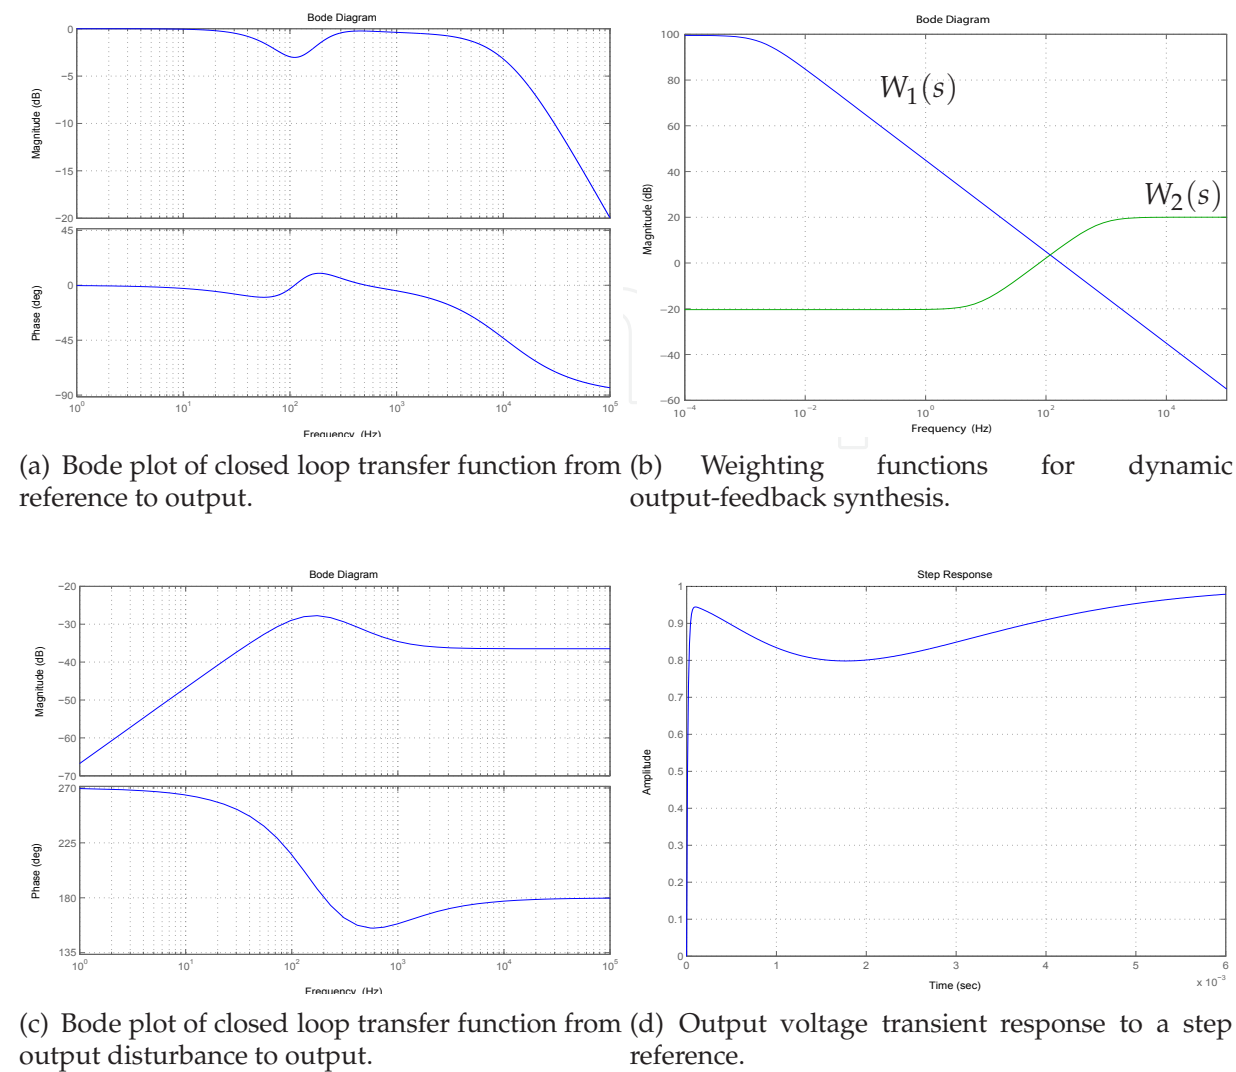 Bode Diagram
Magnitude (dB)
0
−5
−10
−15
−20
Phase (deg)
45
0
−45
−90
10^0 10^1 10^2 10^3 10^4 10^5
Frequency (Hz)
Bode Diagram
Magnitude (dB)
100
80
60
40
20
0
−20
−40
−60
W_1(s)
W_2(s)
10^−4 10^−2 10^0 10^2 10^4
Frequency (Hz)
(a) Bode plot of closed loop transfer function from
reference to output.
(b) Weighting functions for dynamic
output-feedback synthesis.
Bode Diagram
Magnitude (dB)
−20
−30
−40
−50
−60
−70
Phase (deg)
270
225
180
135
10^0 10^1 10^2 10^3 10^4 10^5
Frequency (Hz)
Step Response
Amplitude
1
0.9
0.8
0.7
0.6
0.5
0.4
0.3
0.2
0.1
0
0 1 2 3 4 5 6
x 10^−3
Time (sec)
(c) Bode plot of closed loop transfer function from
output disturbance to output.
(d) Output voltage transient response to a step
reference.